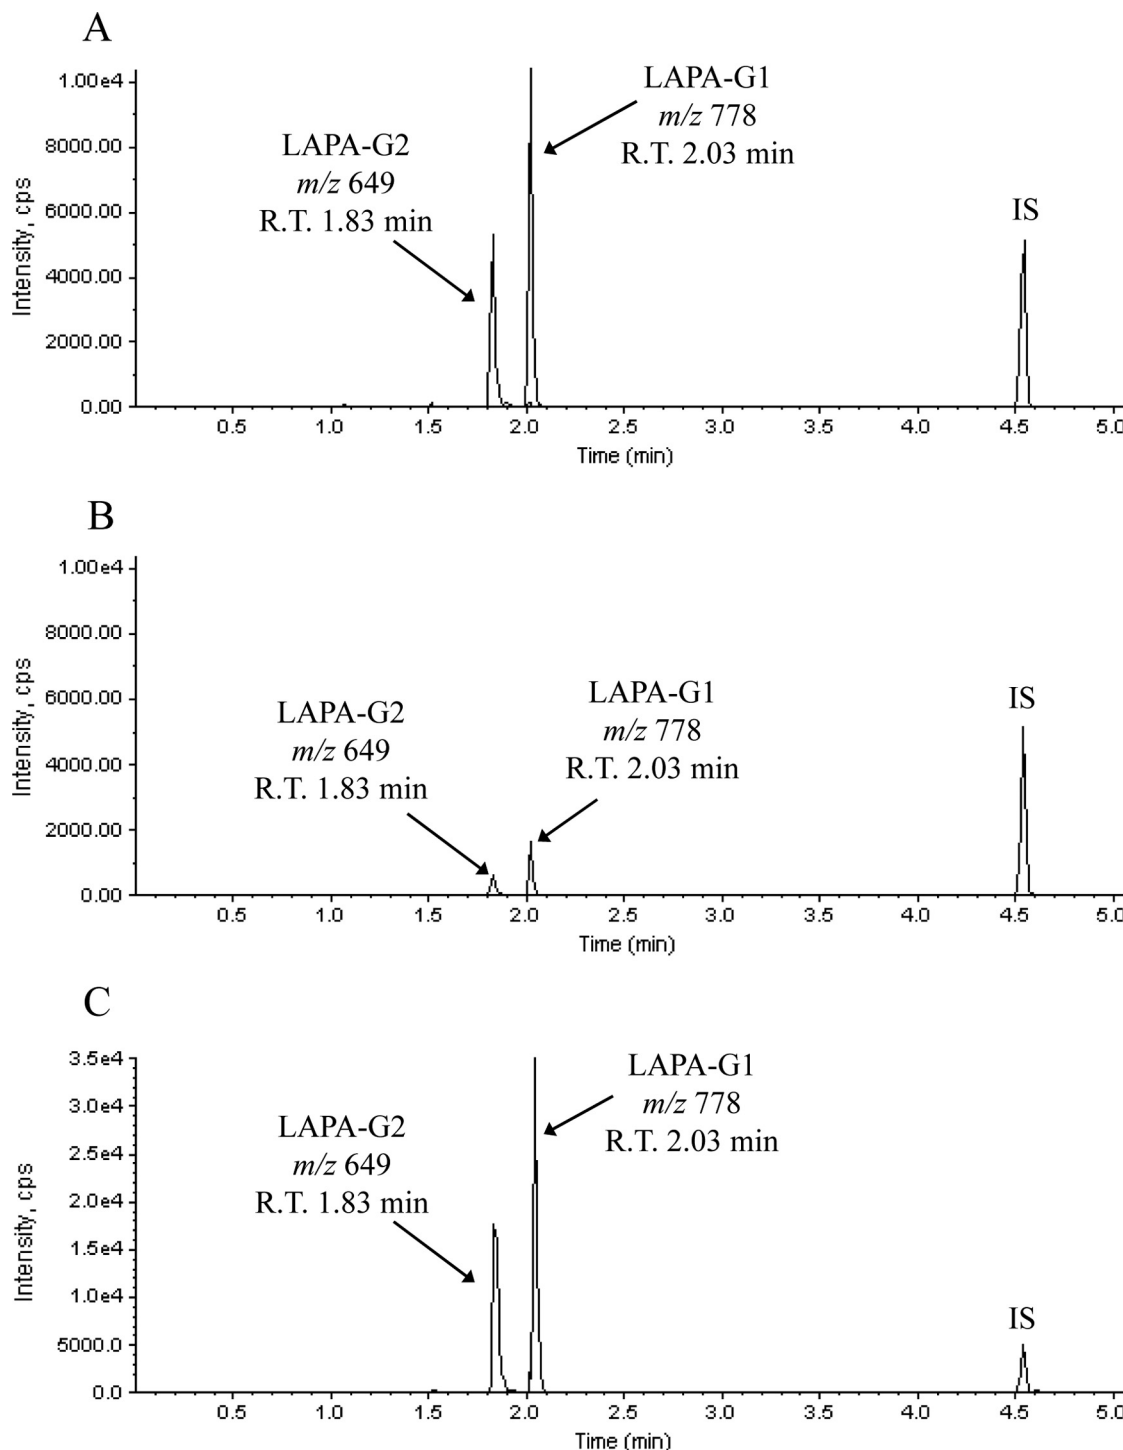 A
LAPA-G1
m/z 778
R.T. 2.03 min
LAPA-G2
m/z 649
R.T. 1.83 min
IS
Intensity, cps
1.00e4
8000.00
6000.00
4000.00
2000.00
0.00
0.5 1.0 1.5 2.0 2.5 3.0 3.5 4.0 4.5 5.0
Time (min)
B
LAPA-G2
m/z 649
R.T. 1.83 min
LAPA-G1
m/z 778
R.T. 2.03 min
IS
Intensity, cps
1.00e4
8000.00
6000.00
4000.00
2000.00
0.00
0.5 1.0 1.5 2.0 2.5 3.0 3.5 4.0 4.5 5.0
Time (min)
C
LAPA-G1
m/z 778
R.T. 2.03 min
LAPA-G2
m/z 649
R.T. 1.83 min
IS
Intensity, cps
3.5e4
3.0e4
2.5e4
2.0e4
1.5e4
1.0e4
5000.0
0.0
0.5 1.0 1.5 2.0 2.5 3.0 3.5 4.0 4.5 5.0
Time (min)